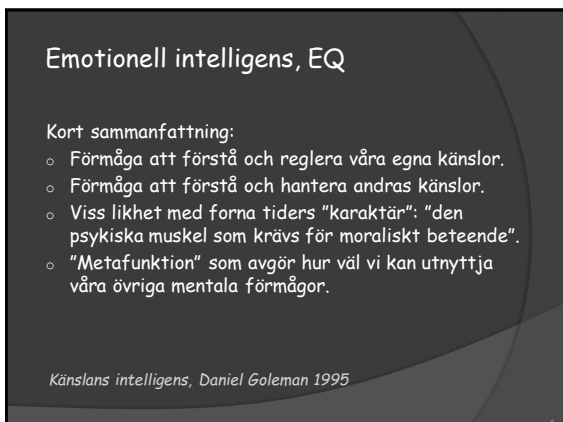 Emotionell intelligens, EQ
Kort sammanfattning:
○ Förmåga att förstå och reglera våra egna känslor.
○ Förmåga att förstå och hantera andras känslor.
○ Viss likhet med forna tiders ”karaktär”: ”den
psykiska muskel som krävs för moraliskt beteende”.
○ ”Metafunktion” som avgör hur väl vi kan utnyttja
våra övriga mentala förmågor.
Känslans intelligens, Daniel Goleman 1995